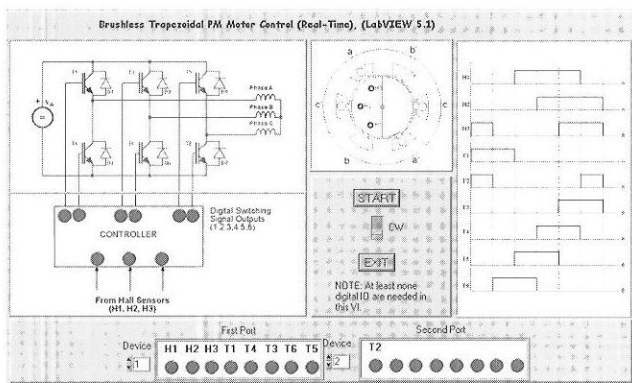 Brushless Trapezoidal PM Motor Control (Real-Time), (LabVIEW 5.1)
Phase A
Phase B
Phase C
Digital Switching
Signal Outputs
(1 2,3,4,5,6)
CONTROLLER
From Hall Sensors
(H1, H2, H3)
a
b'
c
c'
b
a'
START
CW
EXIT
NOTE: At least none
digital IO are needed in
this VI.
H1
H2
H3
T1
T2
T3
T4
T5
T6
First Port
Second Port
Device
1
H1 H2 H3 T1 T4 T3 T6 T5
Device
2
T2